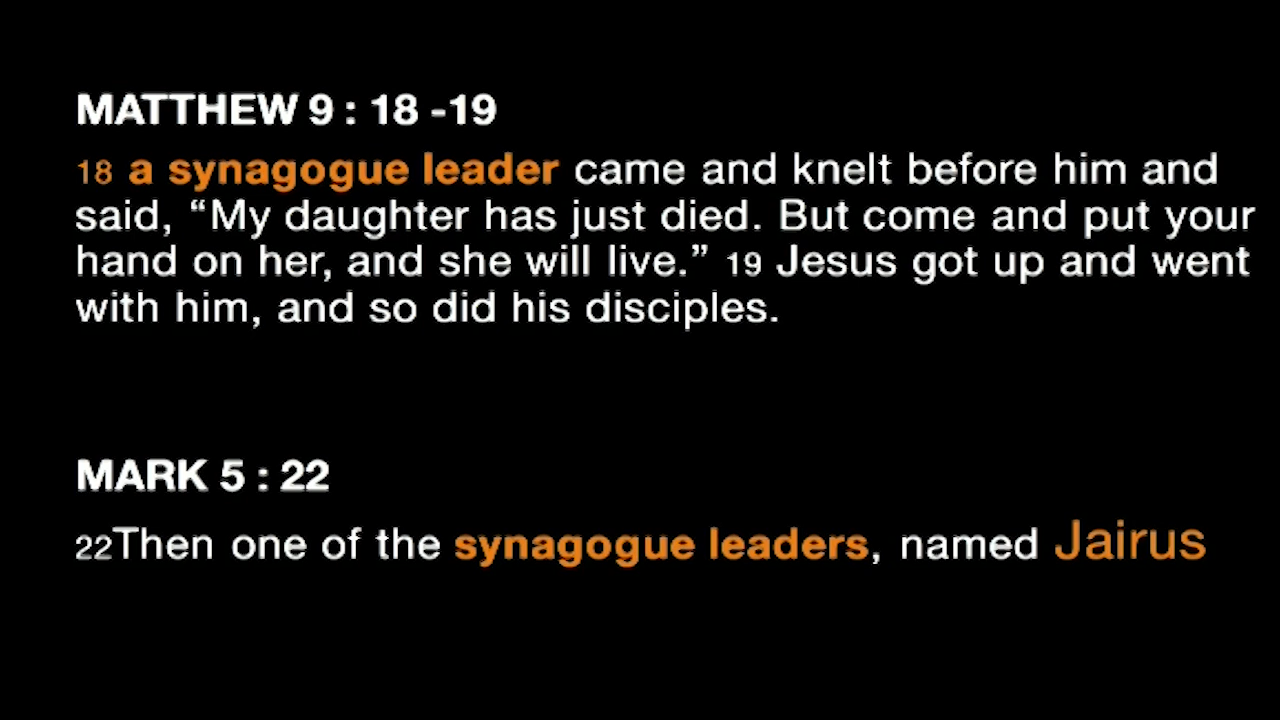 MATTHEW 9 : 18 -19
18 a synagogue leader came and knelt before him and
said, “My daughter has just died. But come and put your
hand on her, and she will live.” 19 Jesus got up and went
with him, and so did his disciples.
MARK 5 : 22
22Then one of the synagogue leaders, named Jairus